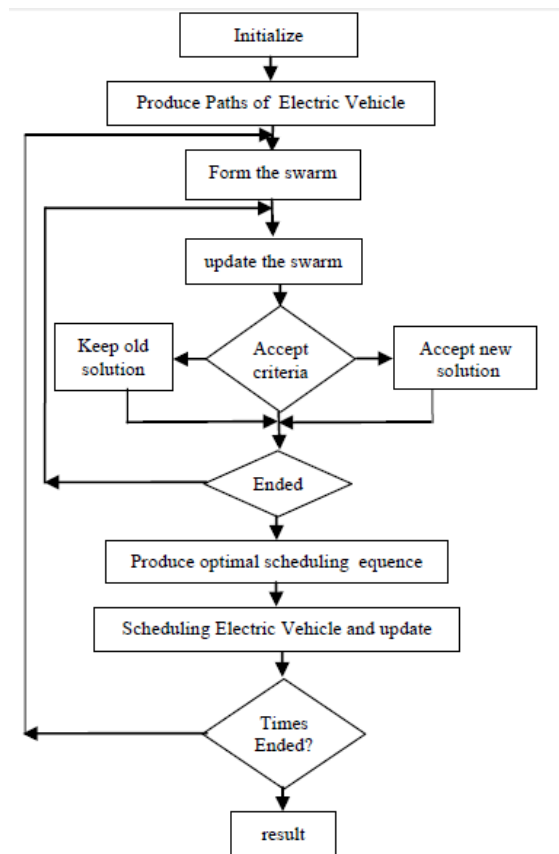 Initialize
Produce Paths of Electric Vehicle
Form the swarm
update the swarm
Keep old
solution
Accept
criteria
Accept new
solution
Ended
Produce optimal scheduling equence
Scheduling Electric Vehicle and update
Times
Ended?
result